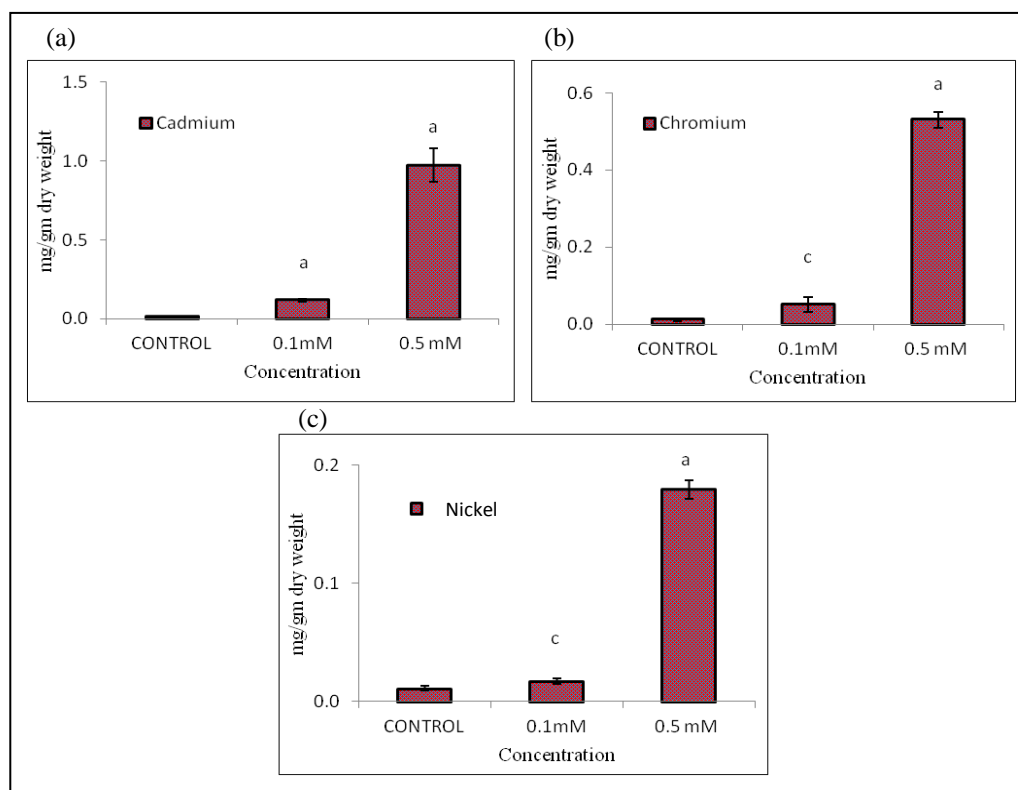 (a)
1.5
Cadmium
a
1.0
mg/gm dry weight
0.5
a
0.0
CONTROL 0.1mM 0.5 mM
Concentration
(b)
0.6
a
Chromium
0.4
mg/gm dry weight
0.2
c
0.0
CONTROL 0.1mM 0.5 mM
Concentration
(c)
0.2
a
Nickel
mg/gm dry weight
0.1
c
0.0
CONTROL 0.1mM 0.5 mM
Concentration